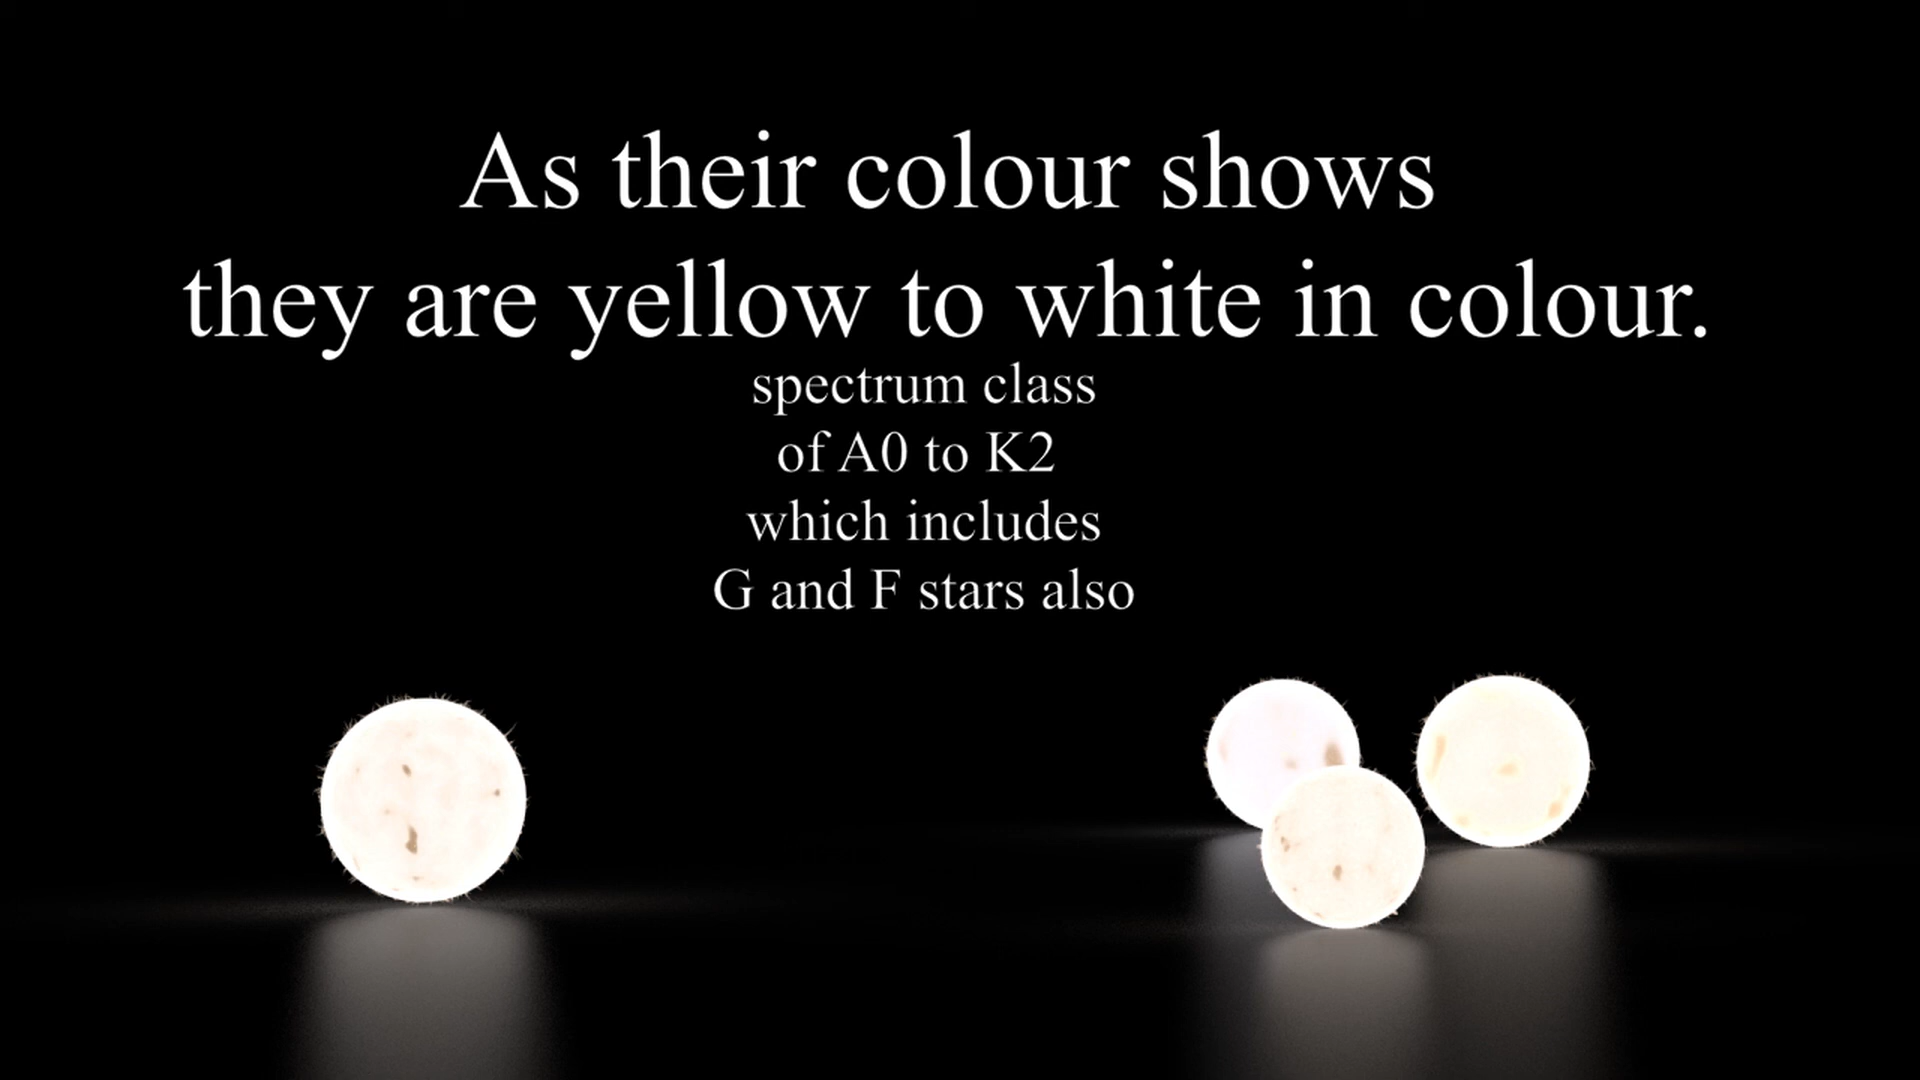 As their colour shows
they are yellow to white in colour.
spectrum class
of A0 to K2
which includes
G and F stars also